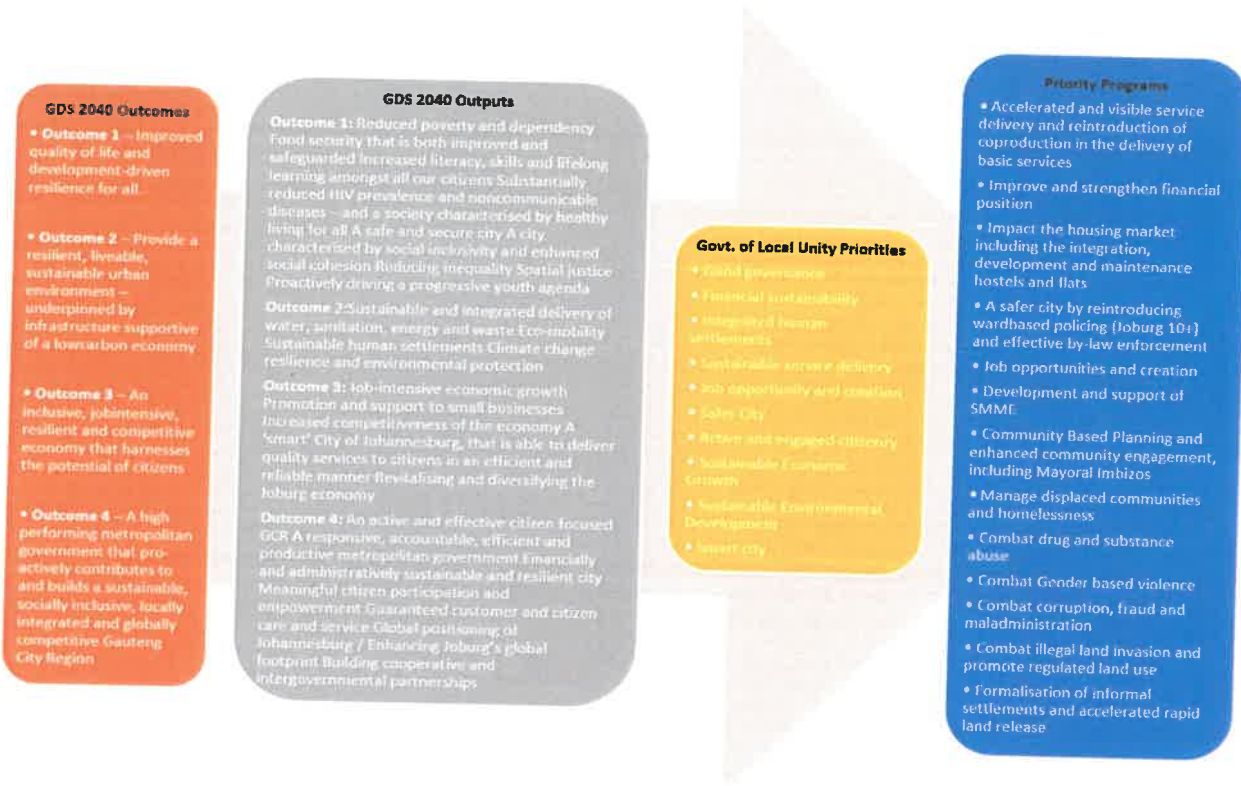 GDS 2040 Outcomes
• Outcome 1 – Improved
quality of life and
development-driven
resilience for all.
• Outcome 2 – Provide a
resilient, liveable,
sustainable urban
environment –
underpinned by
infrastructure supportive
of a lowcarbon economy
• Outcome 3 – An
inclusive, jobintensive,
resilient and competitive
economy that harnesses
the potential of citizens
• Outcome 4 – A high
performing metropolitan
government that pro-
actively contributes to
and builds a sustainable,
socially inclusive, locally
integrated and globally
competitive Gauteng
City Region
GDS 2040 Outputs
Outcome 1: Reduced poverty and dependency
Food security that is both improved and
safeguarded Increased literacy, skills and lifelong
learning amongst all our citizens Substantially
reduced HIV prevalence and noncommunicable
diseases – and a society characterised by healthy
living for all A safe and secure city A city
characterised by social inclusivity and enhanced
social cohesion Reducing inequality Spatial justice
Proactively driving a progressive youth agenda
Outcome 2:Sustainable and integrated delivery of
water, sanitation, energy and waste Eco-mobility
Sustainable human settlements Climate change
resilience and environmental protection
Outcome 3: Job-intensive economic growth
Promotion and support to small businesses
Increased competitiveness of the economy A
'smart' City of Johannesburg, that is able to deliver
quality services to citizens in an efficient and
reliable manner Revitalising and diversifying the
Joburg economy
Outcome 4: An active and effective citizen focused
GCR A responsive, accountable, efficient and
productive metropolitan government Financially
and administratively sustainable and resilient city
Meaningful citizen participation and
empowerment Guaranteed customer and citizen
care and service Global positioning of
Johannesburg / Enhancing Joburg's global
footprint Building cooperative and
intergovernmental partnerships
Govt. of Local Unity Priorities
• Good governance
• Financial sustainability
• Integrated human
settlements
• Sustainable service delivery
• Job opportunity and creation
• Safer City
• Active and engaged citizenry
• Sustainable Economic
Growth
• Sustainable Environmental
Development
• Smart city
Priority Programs
• Accelerated and visible service
delivery and reintroduction of
coproduction in the delivery of
basic services
• Improve and strengthen financial
position
• Impact the housing market
including the integration,
development and maintenance
hostels and flats
• A safer city by reintroducing
wardbased policing (Joburg 10+)
and effective by-law enforcement
• Job opportunities and creation
• Development and support of
SMME
• Community Based Planning and
enhanced community engagement,
including Mayoral Imbizos
• Manage displaced communities
and homelessness
• Combat drug and substance
abuse
• Combat Gender based violence
• Combat corruption, fraud and
maladministration
• Combat illegal land invasion and
promote regulated land use
• Formalisation of informal
settlements and accelerated rapid
land release